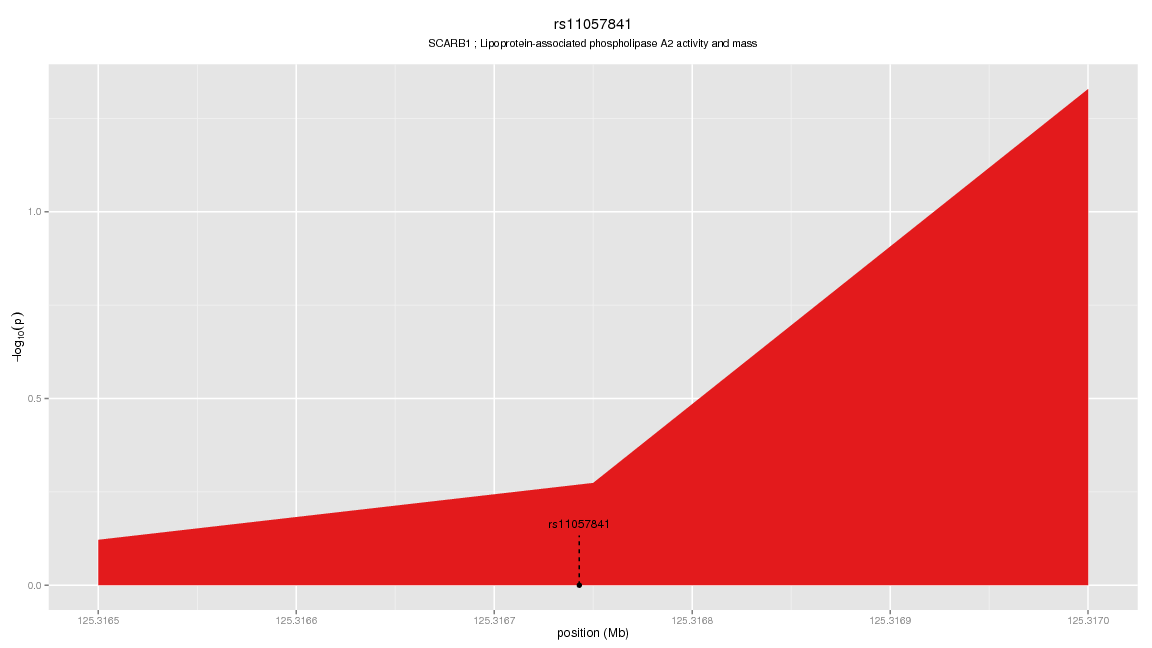 rs11057841
SCARB1 ; Lipoprotein-associated phospholipase A2 activity and mass
−log10(p)
1.0
0.5
0.0
rs11057841
125.3165 125.3166 125.3167 125.3168 125.3169 125.3170
position (Mb)